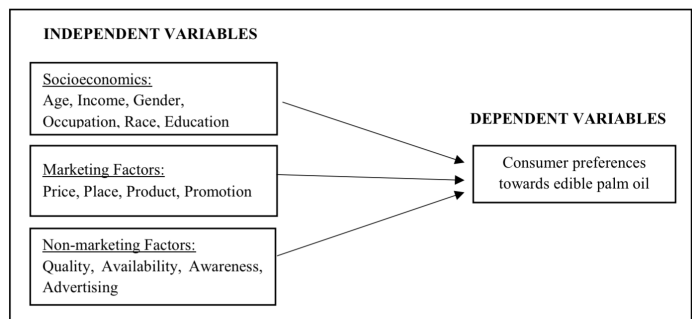 INDEPENDENT VARIABLES
Socioeconomics:
Age, Income, Gender,
Occupation, Race, Education
Marketing Factors:
Price, Place, Product, Promotion
Non-marketing Factors:
Quality, Availability, Awareness,
Advertising
DEPENDENT VARIABLES
Consumer preferences
towards edible palm oil